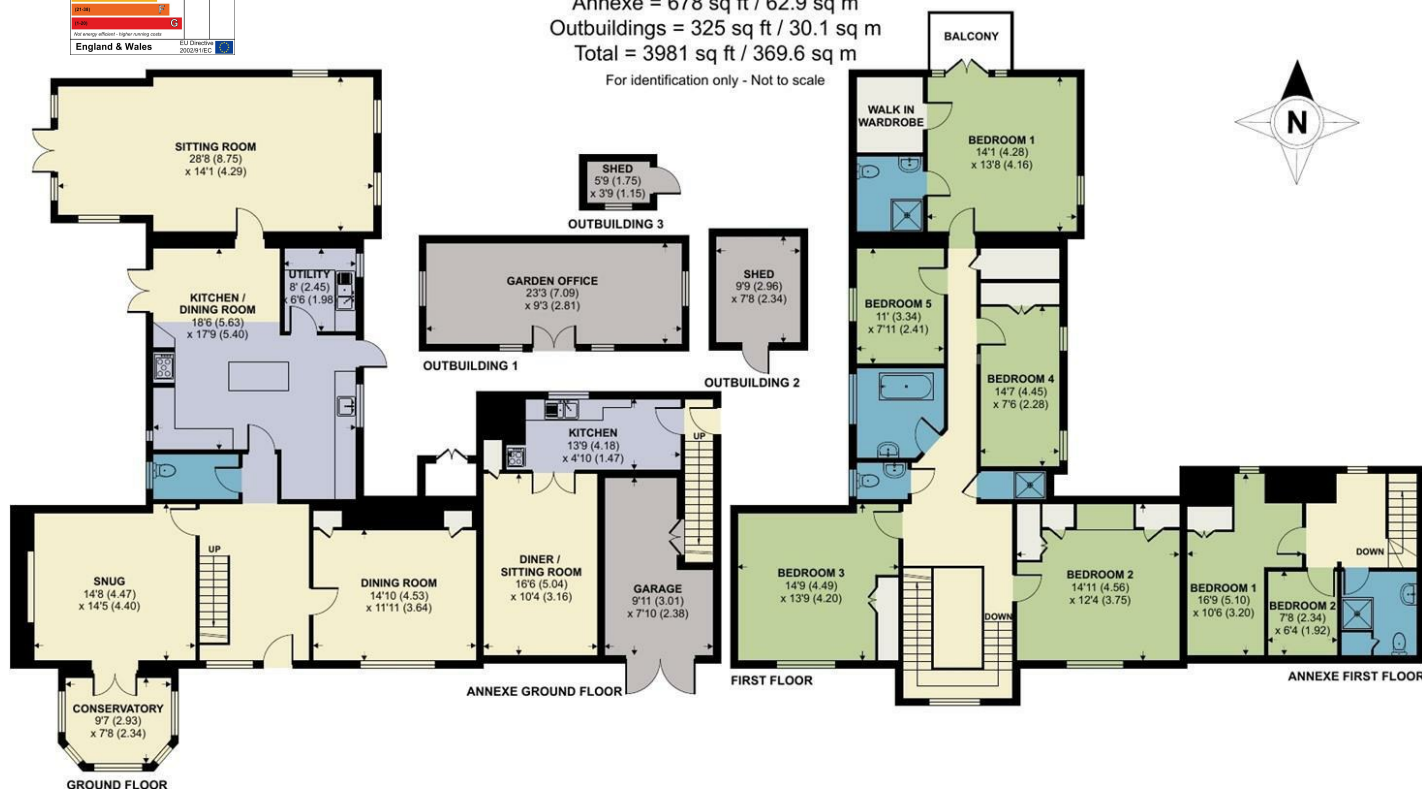 (21-38)
F
(1-20)
G
Not energy efficient - higher running costs
England & Wales
EU Directive
2002/91/EC
Annexe = 678 sq ft / 62.9 sq m
Outbuildings = 325 sq ft / 30.1 sq m
Total = 3981 sq ft / 369.6 sq m
For identification only - Not to scale
N
SITTING ROOM
28'8 (8.75)
x 14'1 (4.29)
KITCHEN /
DINING ROOM
18'6 (5.63)
x 17'9 (5.40)
UTILITY
8' (2.45)
x 6'6 (1.98
SNUG
14'8 (4.47)
x 14'5 (4.40)
UP
DINING ROOM
14'10 (4.53)
x 11'11 (3.64)
CONSERVATORY
9'7 (2.93)
x 7'8 (2.34)
GROUND FLOOR
SHED
5'9 (1.75)
x 3'9 (1.15)
OUTBUILDING 3
GARDEN OFFICE
23'3 (7.09)
x 9'3 (2.81)
OUTBUILDING 1
SHED
9'9 (2.96)
x 7'8 (2.34)
OUTBUILDING 2
KITCHEN
13'9 (4.18)
x 4'10 (1.47)
UP
DINER /
SITTING ROOM
16'6 (5.04)
x 10'4 (3.16)
GARAGE
9'11 (3.01)
x 7'10 (2.38)
ANNEXE GROUND FLOOR
BALCONY
WALK IN
WARDROBE
BEDROOM 1
14'1 (4.28)
x 13'8 (4.16)
BEDROOM 5
11' (3.34)
x 7'11 (2.41)
BEDROOM 4
14'7 (4.45)
x 7'6 (2.28)
BEDROOM 3
14'9 (4.49)
x 13'9 (4.20)
BEDROOM 2
14'11 (4.56)
x 12'4 (3.75)
DOWN
FIRST FLOOR
BEDROOM 1
16'9 (5.10)
x 10'6 (3.20)
BEDROOM 2
7'8 (2.34)
x 6'4 (1.92)
DOWN
ANNEXE FIRST FLOOR